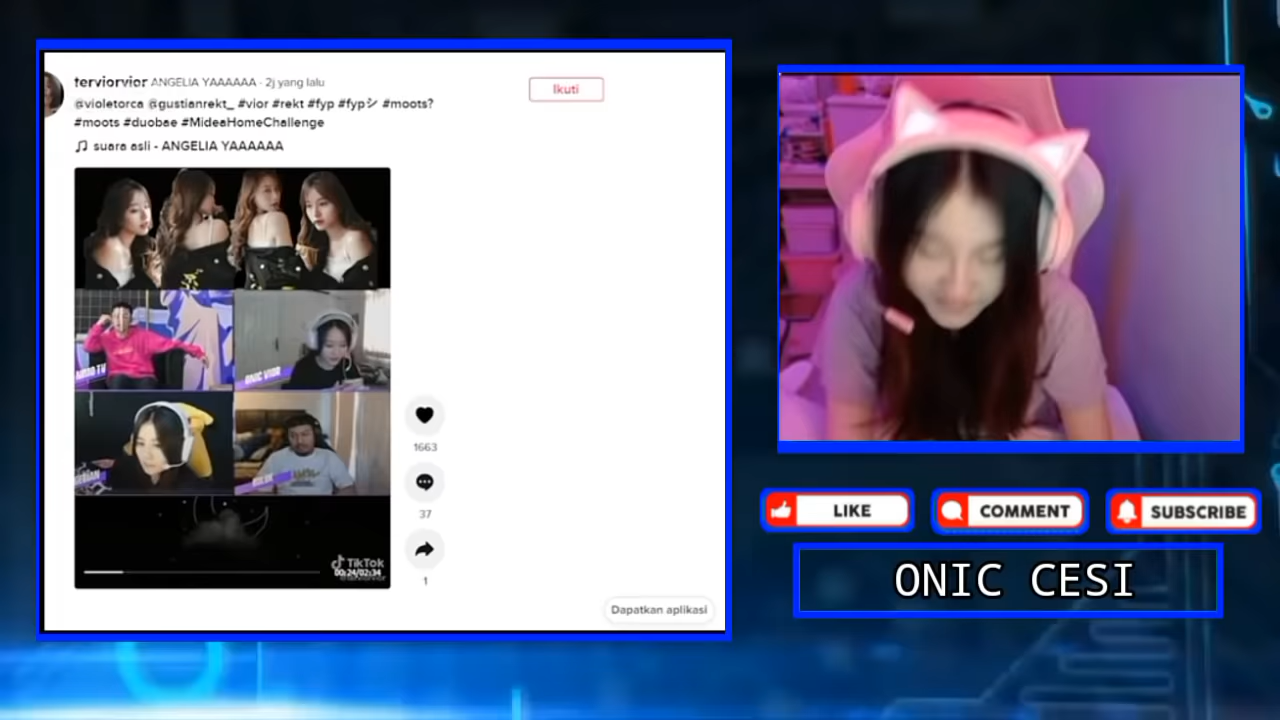 terviorvior ANGELIA YAAAAAA · 2j yang lalu
Ikuti
@violetorca @gustianrekt_ #vior #rekt #fyp #fypシ #moots?
#moots #duobae #MideaHomeChallenge
suara asli - ANGELIA YAAAAAA
ONIC VIOR
1663
37
1
TikTok
00:24/02:34
Dapatkan aplikasi
LIKE
COMMENT
SUBSCRIBE
ONIC CESI